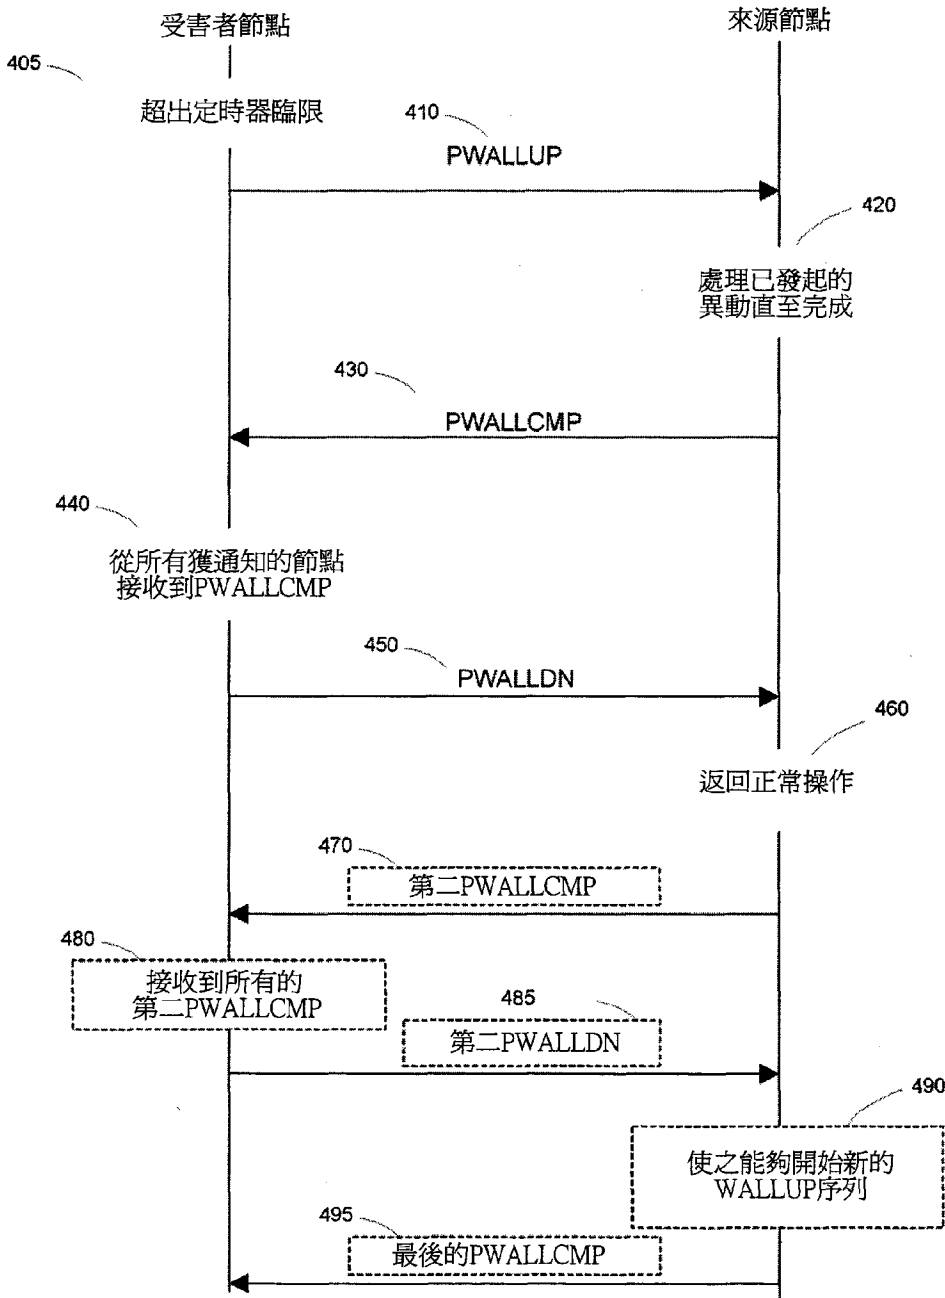 受害者節點
來源節點
405
超出定時器臨限
410
PWALLUP
420
處理已發起的
異動直至完成
430
PWALLCMP
440
從所有獲通知的節點
接收到PWALLCMP
450
PWALLDN
460
返回正常操作
470
第二PWALLCMP
480
接收到所有的
第二PWALLCMP
485
第二PWALLDN
490
使之能夠開始新的
WALLUP序列
495
最後的PWALLCMP